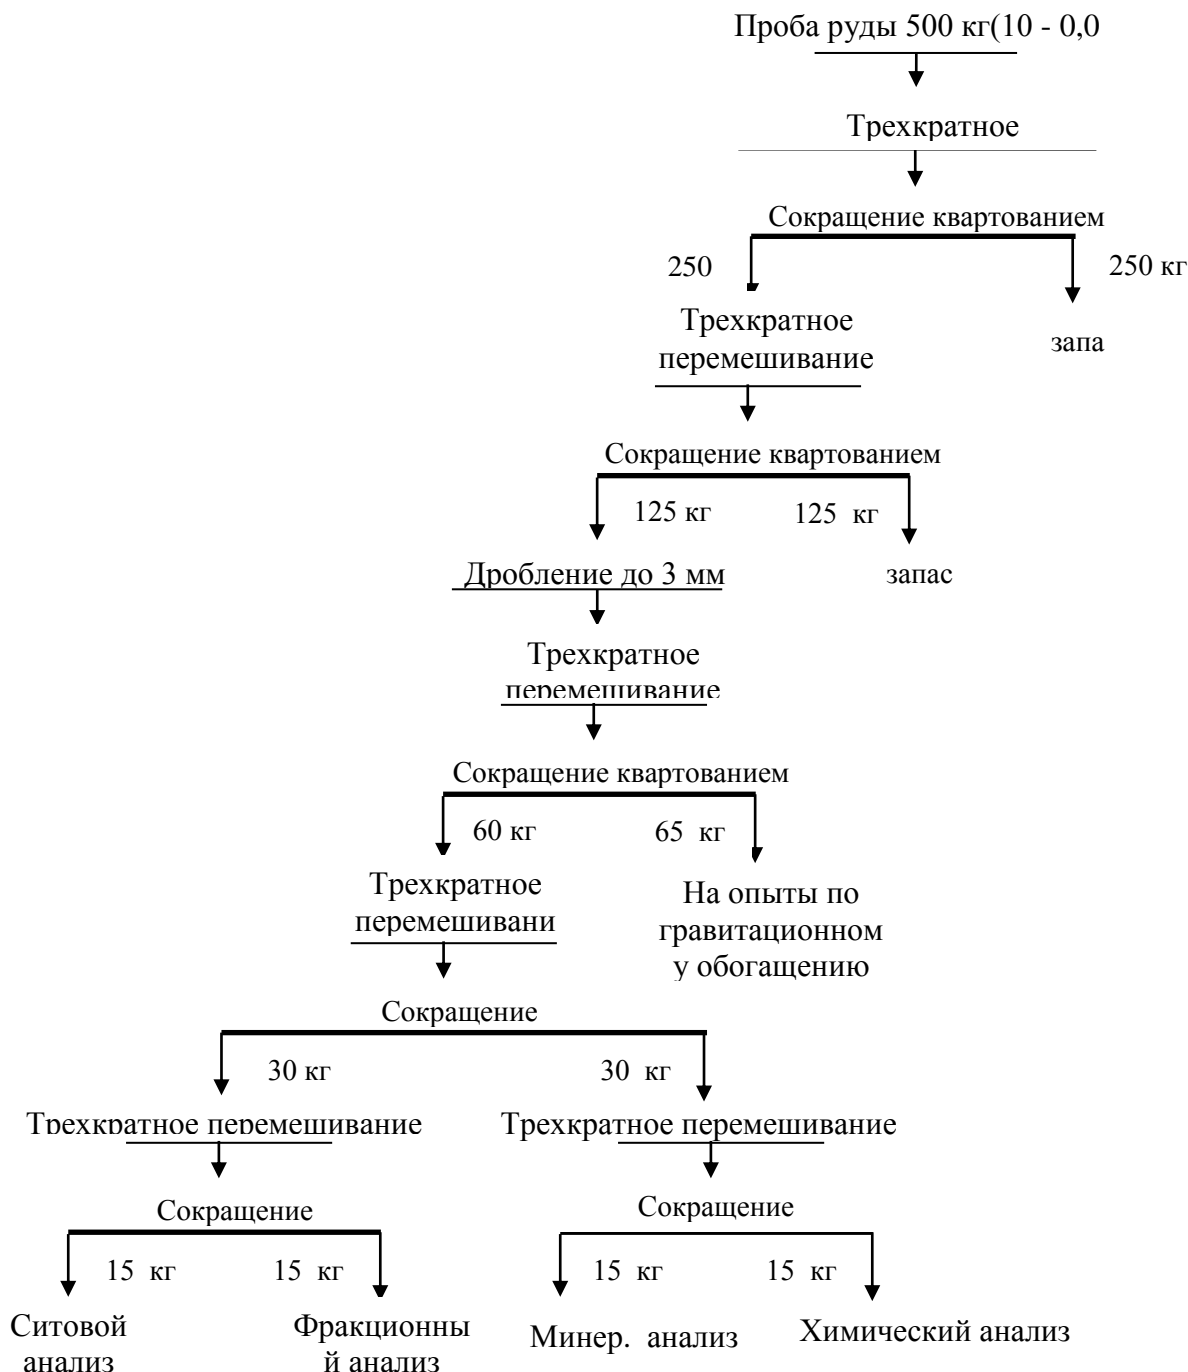 Проба руды 500 кг(10 - 0,0
Трехкратное
Сокращение квартованием
250
250 кг
Трехкратное
перемешивание
запа
Сокращение квартованием
125 кг
125 кг
Дробление до 3 мм
запас
Трехкратное
перемешивание
Сокращение квартованием
60 кг
65 кг
Трехкратное
перемешивани
На опыты по
гравитационном
у обогащению
Сокращение
30 кг
30 кг
Трехкратное перемешивание
Трехкратное перемешивание
Сокращение
Сокращение
15 кг
15 кг
15 кг
15 кг
Ситовой
анализ
Фракционны
й анализ
Минер. анализ
Химический анализ